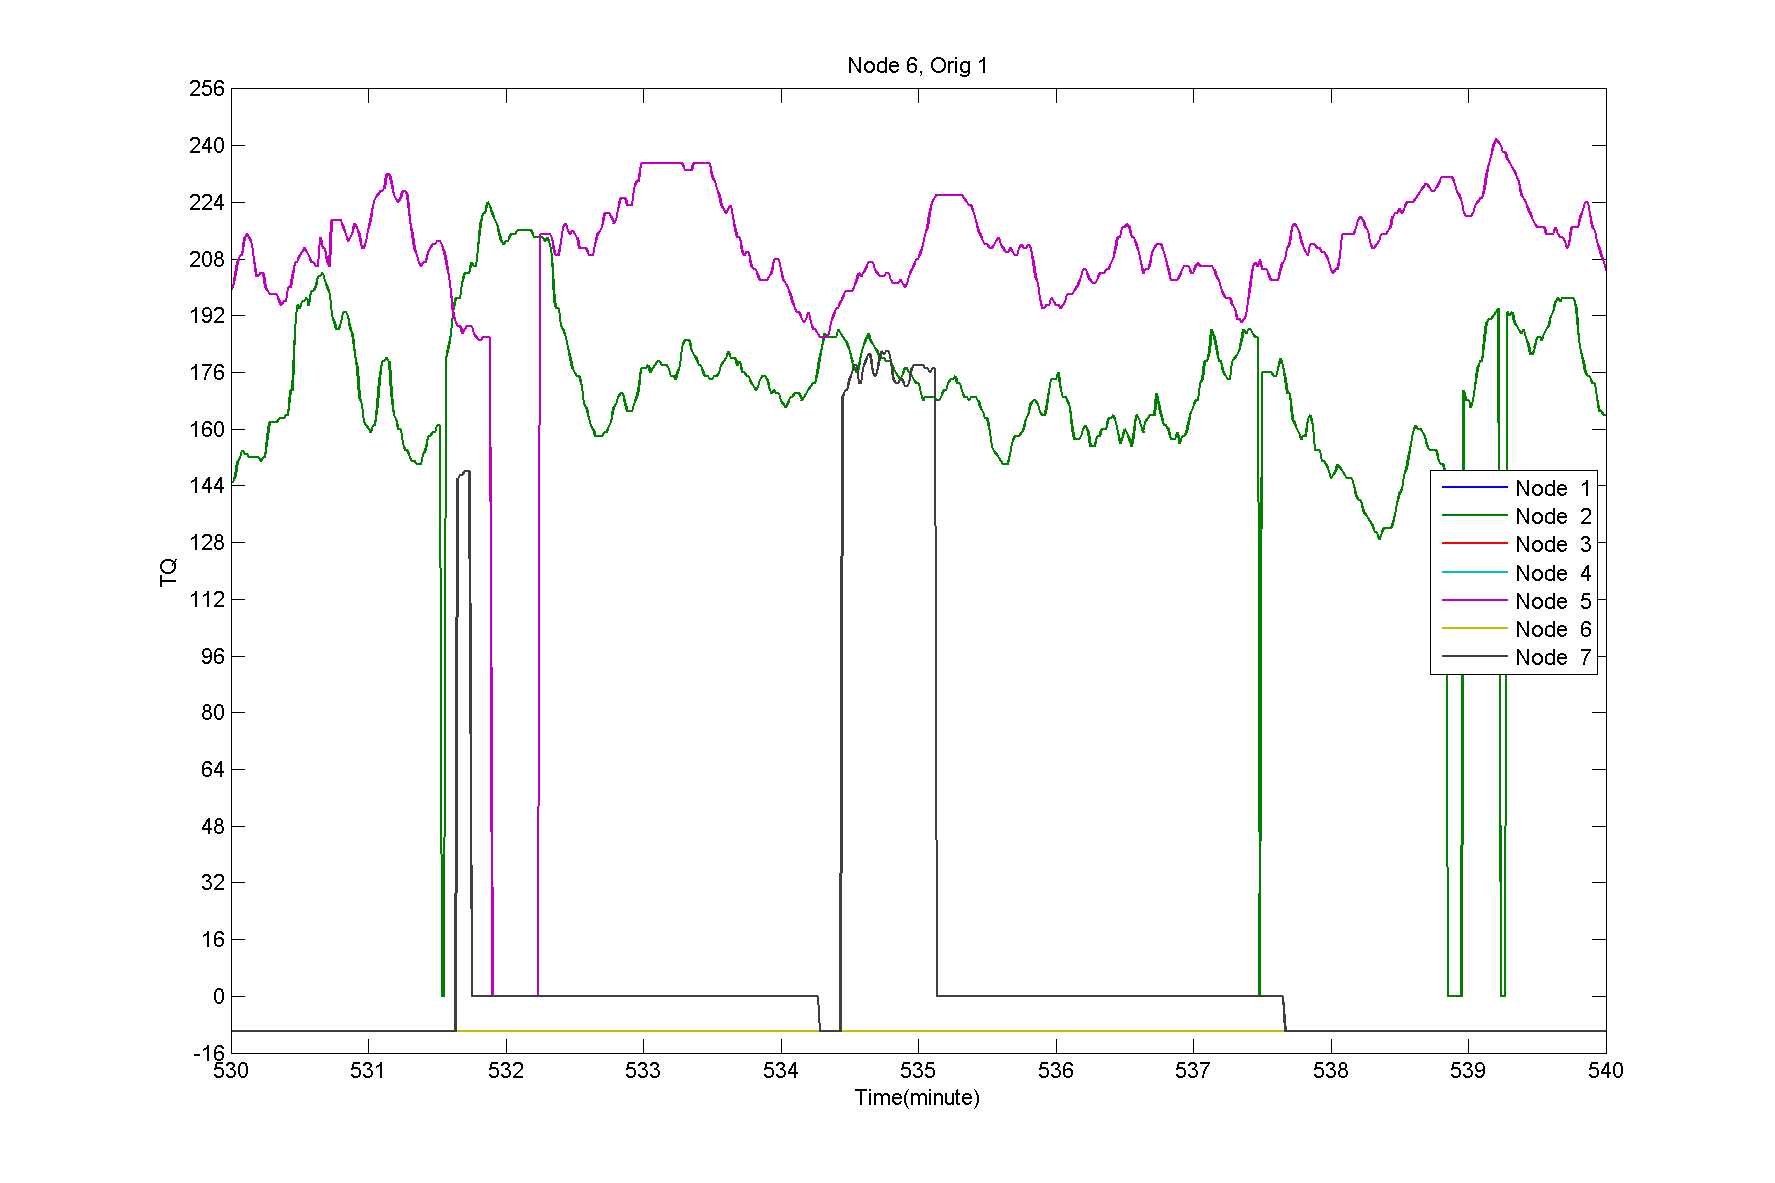 Node 6, Orig 1
256
240
224
208
192
176
160
144
128
112
96
80
64
48
32
16
0
-16
TQ
Node 1
Node 2
Node 3
Node 4
Node 5
Node 6
Node 7
530 531 532 533 534 535 536 537 538 539 540
Time(minute)